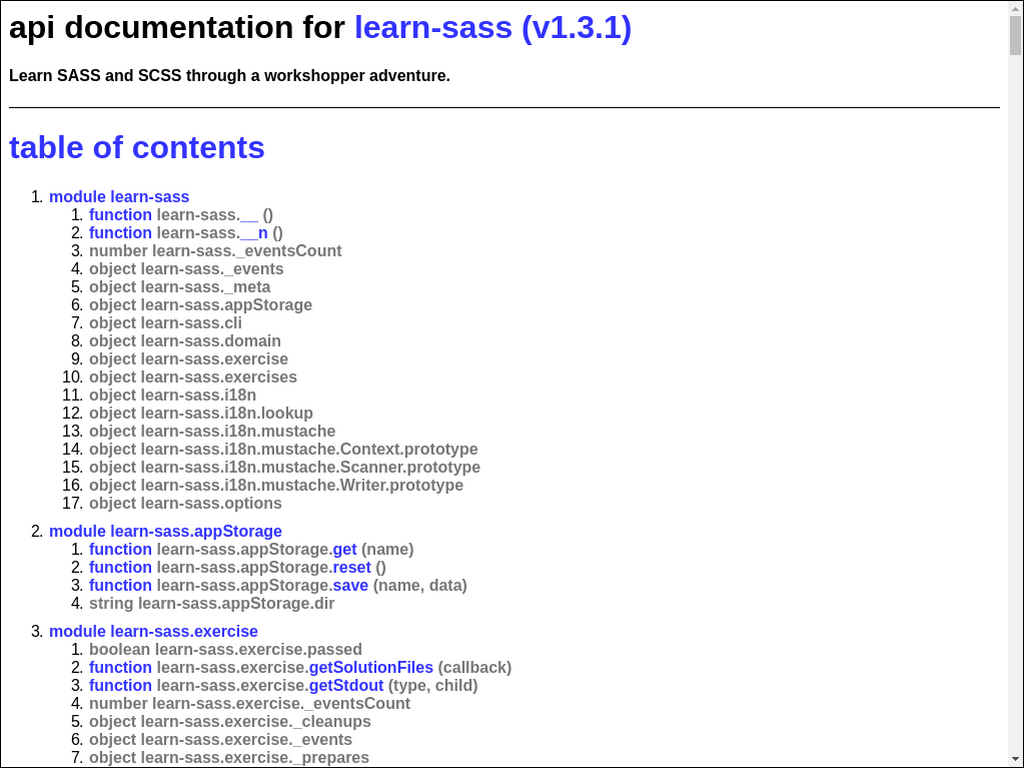 api documentation for learn-sass (v1.3.1)
Learn SASS and SCSS through a workshopper adventure.
table of contents
1. module learn-sass
1. function learn-sass.__ ()
2. function learn-sass.__n ()
3. number learn-sass._eventsCount
4. object learn-sass._events
5. object learn-sass._meta
6. object learn-sass.appStorage
7. object learn-sass.cli
8. object learn-sass.domain
9. object learn-sass.exercise
10. object learn-sass.exercises
11. object learn-sass.i18n
12. object learn-sass.i18n.lookup
13. object learn-sass.i18n.mustache
14. object learn-sass.i18n.mustache.Context.prototype
15. object learn-sass.i18n.mustache.Scanner.prototype
16. object learn-sass.i18n.mustache.Writer.prototype
17. object learn-sass.options
2. module learn-sass.appStorage
1. function learn-sass.appStorage.get (name)
2. function learn-sass.appStorage.reset ()
3. function learn-sass.appStorage.save (name, data)
4. string learn-sass.appStorage.dir
3. module learn-sass.exercise
1. boolean learn-sass.exercise.passed
2. function learn-sass.exercise.getSolutionFiles (callback)
3. function learn-sass.exercise.getStdout (type, child)
4. number learn-sass.exercise._eventsCount
5. object learn-sass.exercise._cleanups
6. object learn-sass.exercise._events
7. object learn-sass.exercise._prepares